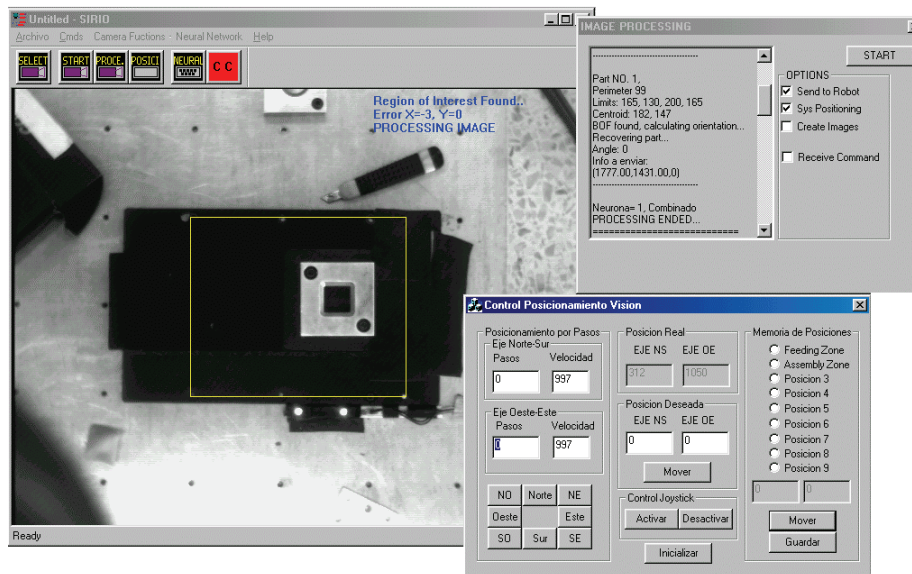 Untitled - SIRIO
Archivo Cmds Camera Fuctions - Neural Network Help
SELECT START PROCE. POSICI NEURAL C C
Region of Interest Found..
Error X=-3, Y=0
PROCESSING IMAGE
Ready
IMAGE PROCESSING
----------------------------------------
Part NO. 1,
Perimeter 99
Limits: 165, 130, 200, 165
Centroid: 182, 147
BOF found, calculating orientation...
Recovering part...
Angle: 0
Info a enviar:
(1777.00,1431.00,0)
----------------------------------------
Neurona= 1, Combinado
PROCESSING ENDED...
===========================
START
OPTIONS
Send to Robot
Sys Positioning
Create Images
Receive Command
Control Posicionamiento Vision
Posicionamiento por Pasos
Eje Norte-Sur
Pasos Velocidad
0 997
Eje Oeste-Este
Pasos Velocidad
0 997
NO Norte NE
Oeste Este
SO Sur SE
Posicion Real
EJE NS EJE OE
312 1050
Posicion Deseada
EJE NS EJE OE
0 0
Mover
Control Joystick
Activar Desactivar
Inicializar
Memoria de Posiciones
Feeding Zone
Assembly Zone
Posicion 3
Posicion 4
Posicion 5
Posicion 6
Posicion 7
Posicion 8
Posicion 9
0 0
Mover
Guardar